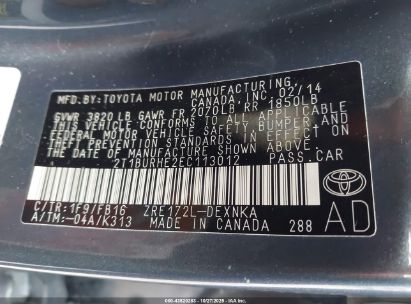 MFD.BY: TOYOTA MOTOR MANUFACTURING
CANADA, INC. 02/14
GVWR 3820 LB GAWR FR 2070LB RR 1850LB
THIS VEHICLE CONFORMS TO ALL APPLICABLE
FEDERAL MOTOR VEHICLE SAFETY, BUMPER AND
THEFT PREVENTION STANDARDS IN EFFECT ON
THE DATE OF MANUFACTURE SHOWN ABOVE.
2T1BURHE2EC113012 PASS.CAR
C/TR: 1F9/FB16 ZRE172L-DEXNKA
A/TM: -04A/K313 MADE IN CANADA 288
AD
TOYOTA